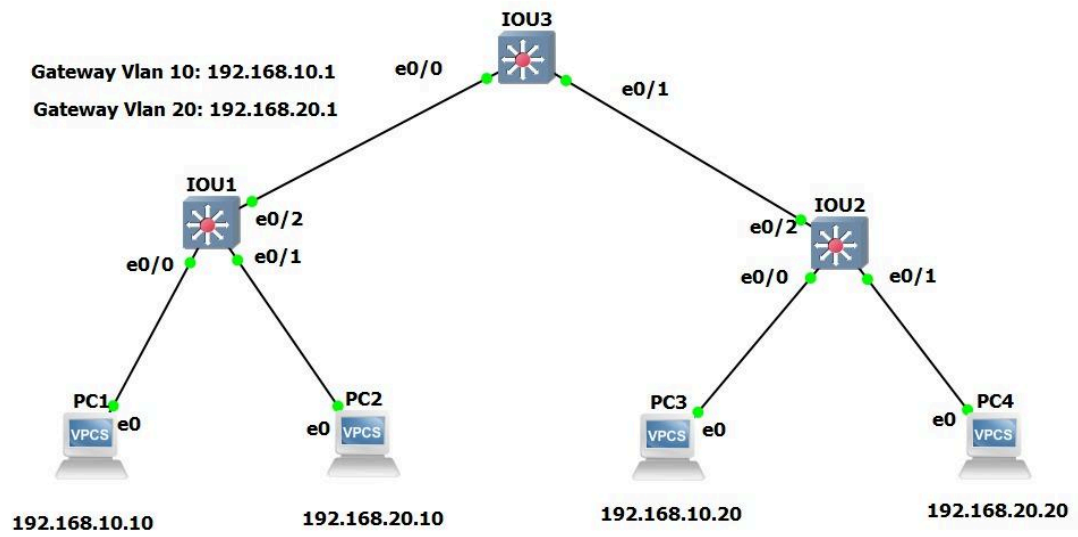 IOU3
Gateway Vlan 10: 192.168.10.1
e0/0
e0/1
Gateway Vlan 20: 192.168.20.1
IOU1
IOU2
e0/2
e0/2
e0/0
e0/1
e0/0
e0/1
PC1
PC2
PC3
PC4
e0
e0
e0
e0
VPCS
VPCS
VPCS
VPCS
192.168.10.10
192.168.20.10
192.168.10.20
192.168.20.20